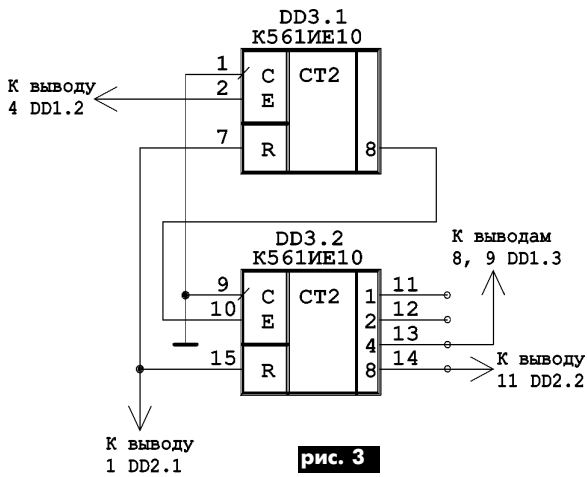 DD3.1
К561ИЕ10
1
C
СТ2
К выводу
2
E
4 DD1.2
7
R
8
DD3.2
К561ИЕ10
К выводам
8, 9 DD1.3
9
C
СТ2
1
11
10
E
2
12
4
13
15
R
8
14
К выводу
11 DD2.2
К выводу
1 DD2.1
рис. 3